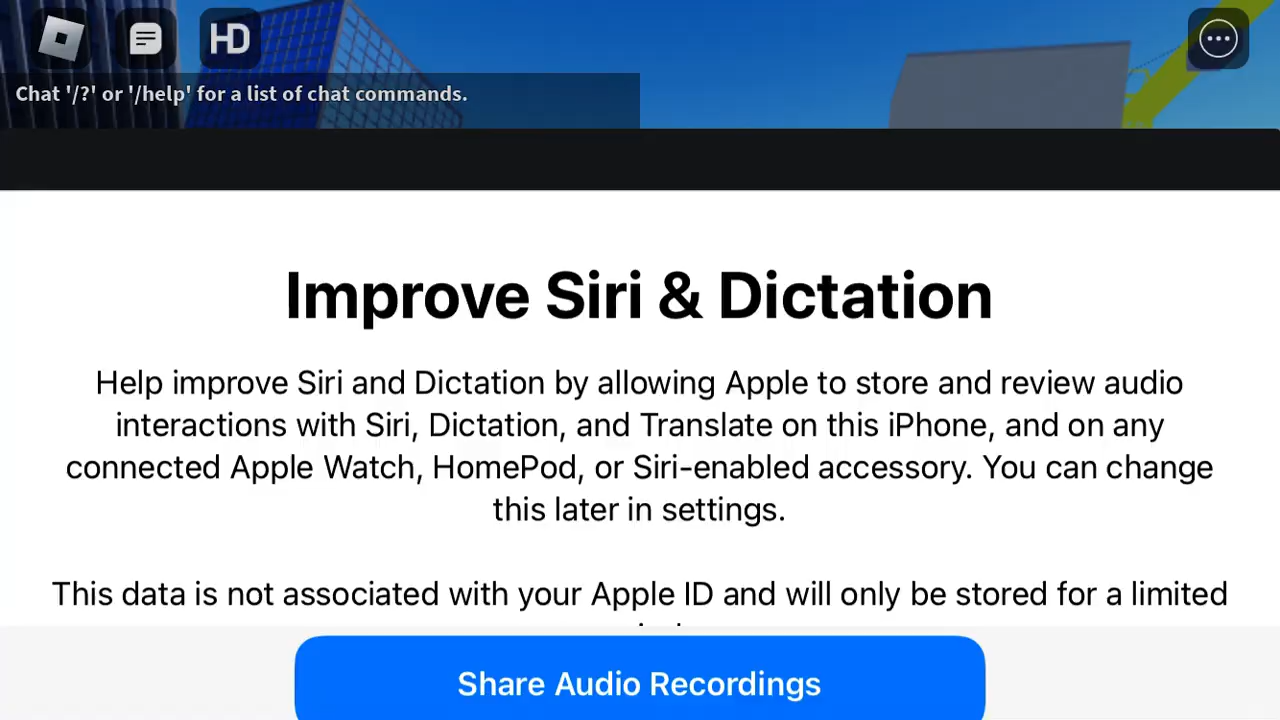 HD
Chat '/?' or '/help' for a list of chat commands.
Improve Siri & Dictation
Help improve Siri and Dictation by allowing Apple to store and review audio
interactions with Siri, Dictation, and Translate on this iPhone, and on any
connected Apple Watch, HomePod, or Siri-enabled accessory. You can change
this later in settings.
This data is not associated with your Apple ID and will only be stored for a limited
Share Audio Recordings